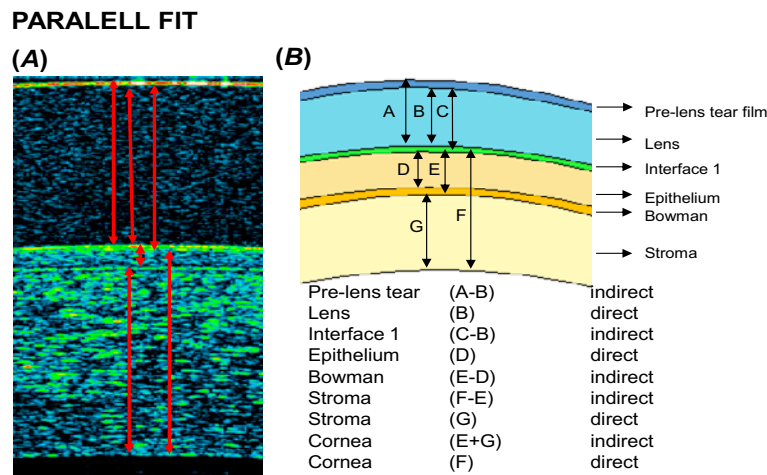 PARALELL FIT
(A)
(B)
A B C
Pre-lens tear film
Lens
Interface 1
D E
Epithelium
Bowman
G F
Stroma
Pre-lens tear (A-B) indirect
Lens (B) direct
Interface 1 (C-B) indirect
Epithelium (D) direct
Bowman (E-D) indirect
Stroma (F-E) indirect
Stroma (G) direct
Cornea (E+G) indirect
Cornea (F) direct